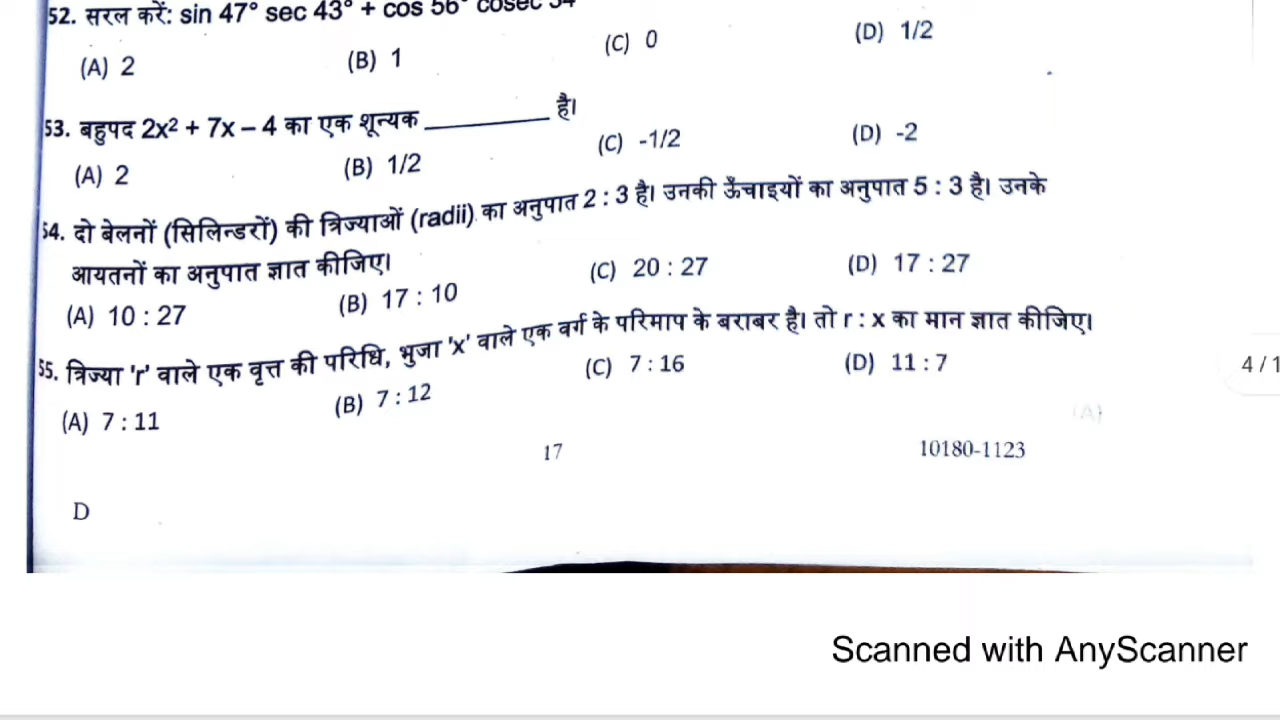 52. सरल करें: sin 47° sec 43° + cos 56° cosec 34°
(A) 2 (B) 1 (C) 0 (D) 1/2
53. बहुपद 2x² + 7x – 4 का एक शून्यक ________ है।
(A) 2 (B) 1/2 (C) -1/2 (D) -2
54. दो बेलनों (सिलिन्डरों) की त्रिज्याओं (radii) का अनुपात 2 : 3 है। उनकी ऊँचाइयों का अनुपात 5 : 3 है। उनके
आयतनों का अनुपात ज्ञात कीजिए।
(A) 10 : 27 (B) 17 : 10 (C) 20 : 27 (D) 17 : 27
55. त्रिज्या 'r' वाले एक वृत्त की परिधि, भुजा 'x' वाले एक वर्ग के परिमाप के बराबर है। तो r : x का मान ज्ञात कीजिए।
(A) 7 : 11 (B) 7 : 12 (C) 7 : 16 (D) 11 : 7
4 / 1
(A)
17 10180-1123
D
Scanned with AnyScanner